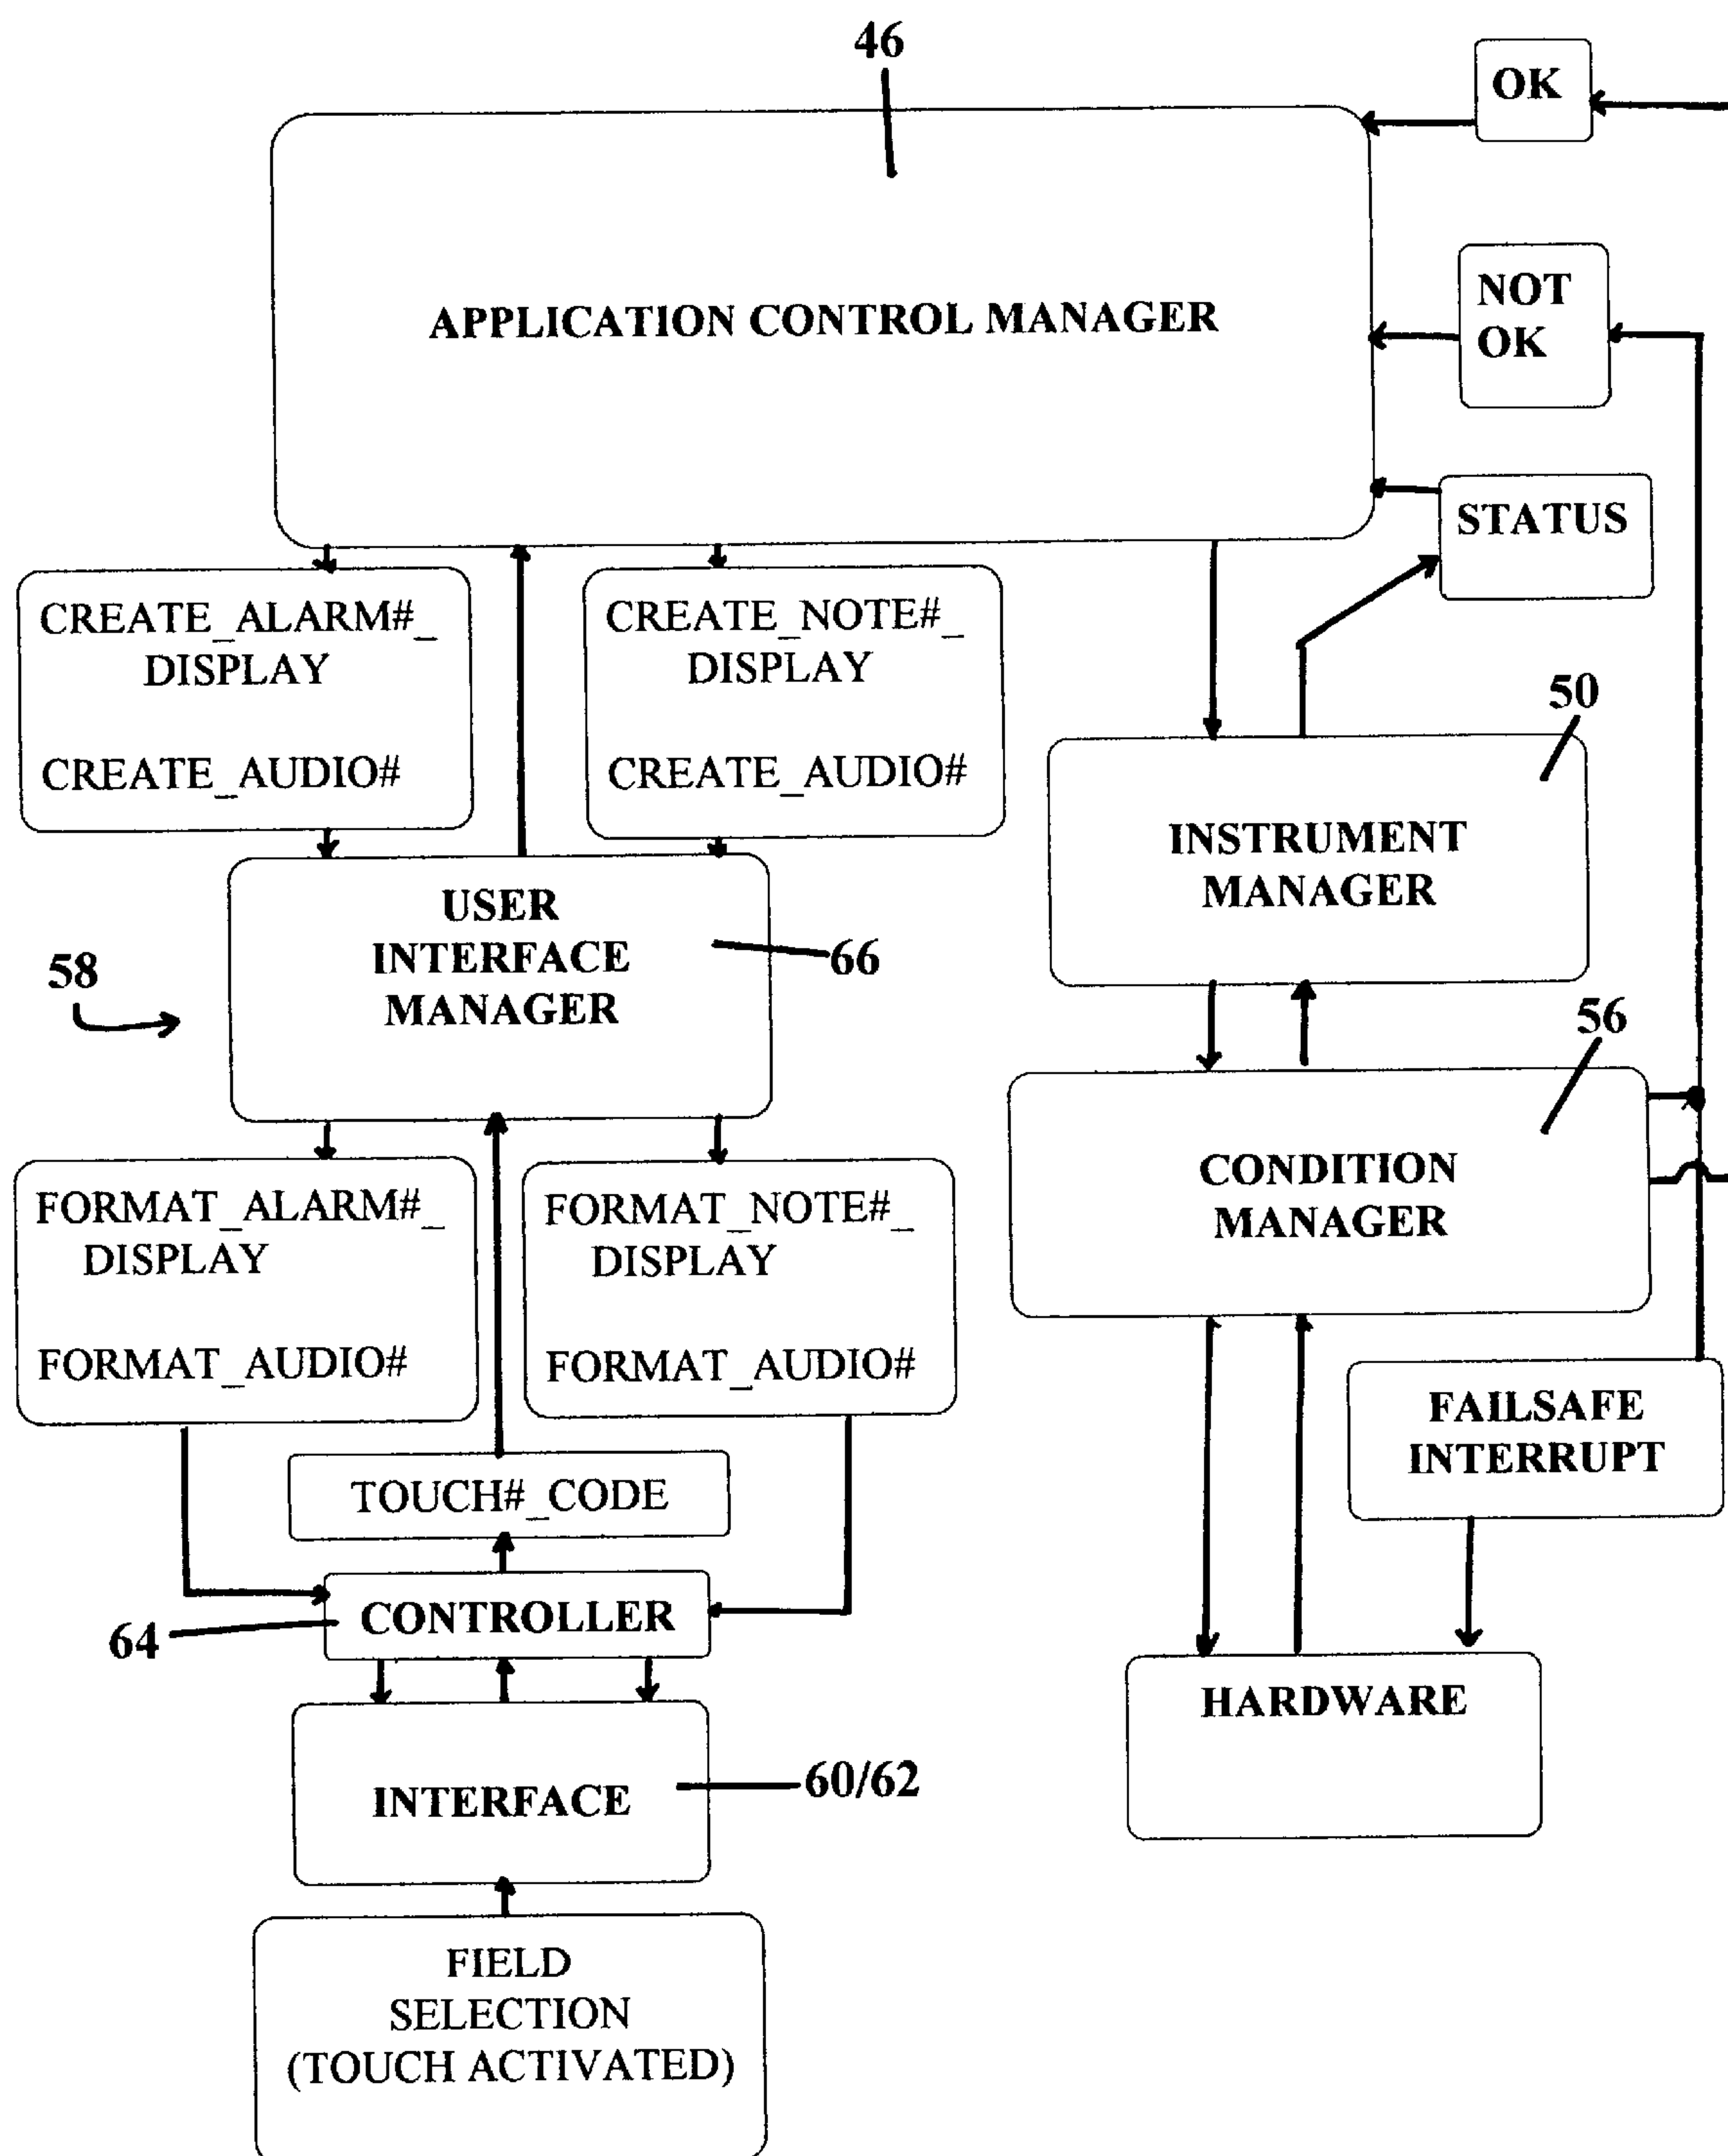 46
OK
APPLICATION CONTROL MANAGER
NOT
OK
STATUS
CREATE_ALARM#_
DISPLAY
CREATE_AUDIO#
CREATE_NOTE#_
DISPLAY
CREATE_AUDIO#
50
INSTRUMENT
MANAGER
USER
INTERFACE
MANAGER
66
58
56
CONDITION
MANAGER
FORMAT_ALARM#_
DISPLAY
FORMAT_AUDIO#
FORMAT_NOTE#_
DISPLAY
FORMAT_AUDIO#
FAILSAFE
INTERRUPT
TOUCH#_CODE
CONTROLLER
64
HARDWARE
INTERFACE
60/62
FIELD
SELECTION
(TOUCH ACTIVATED)